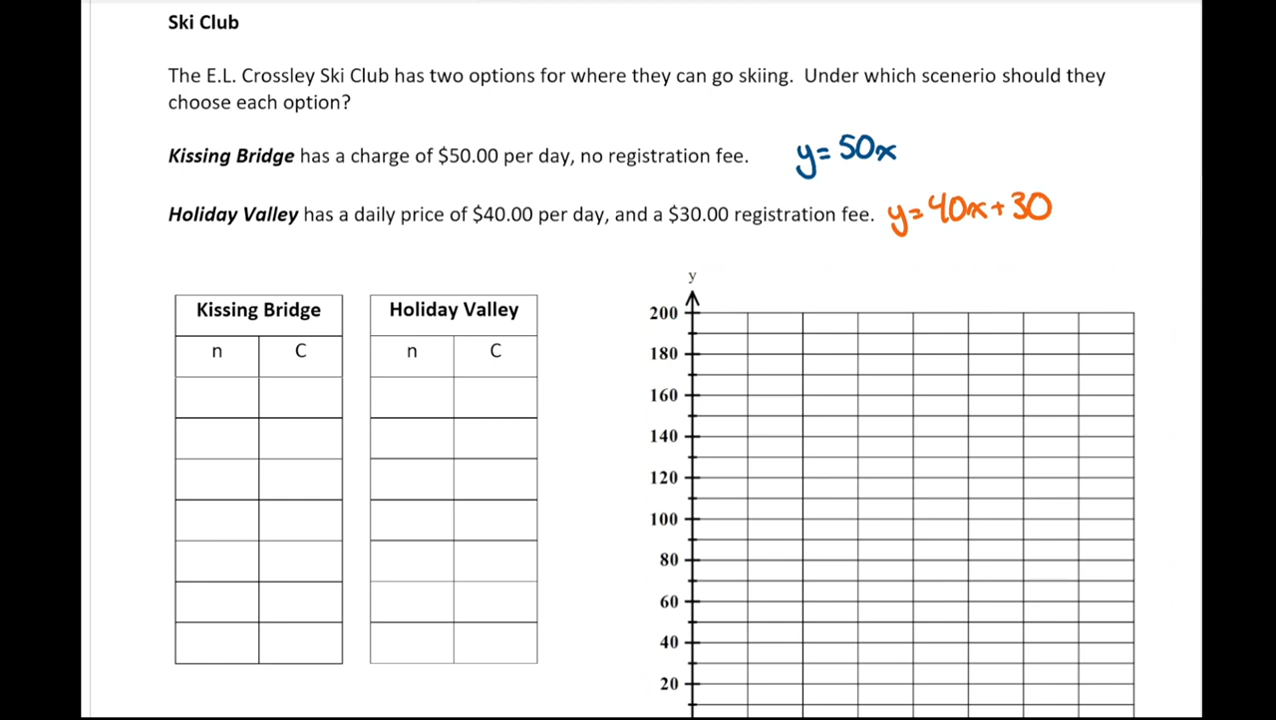 Ski Club
The E.L. Crossley Ski Club has two options for where they can go skiing. Under which scenerio should they
choose each option?
Kissing Bridge has a charge of $50.00 per day, no registration fee. y=50x
Holiday Valley has a daily price of $40.00 per day, and a $30.00 registration fee. y=40x+30
Kissing Bridge Holiday Valley
n C n C
y
200
180
160
140
120
100
80
60
40
20